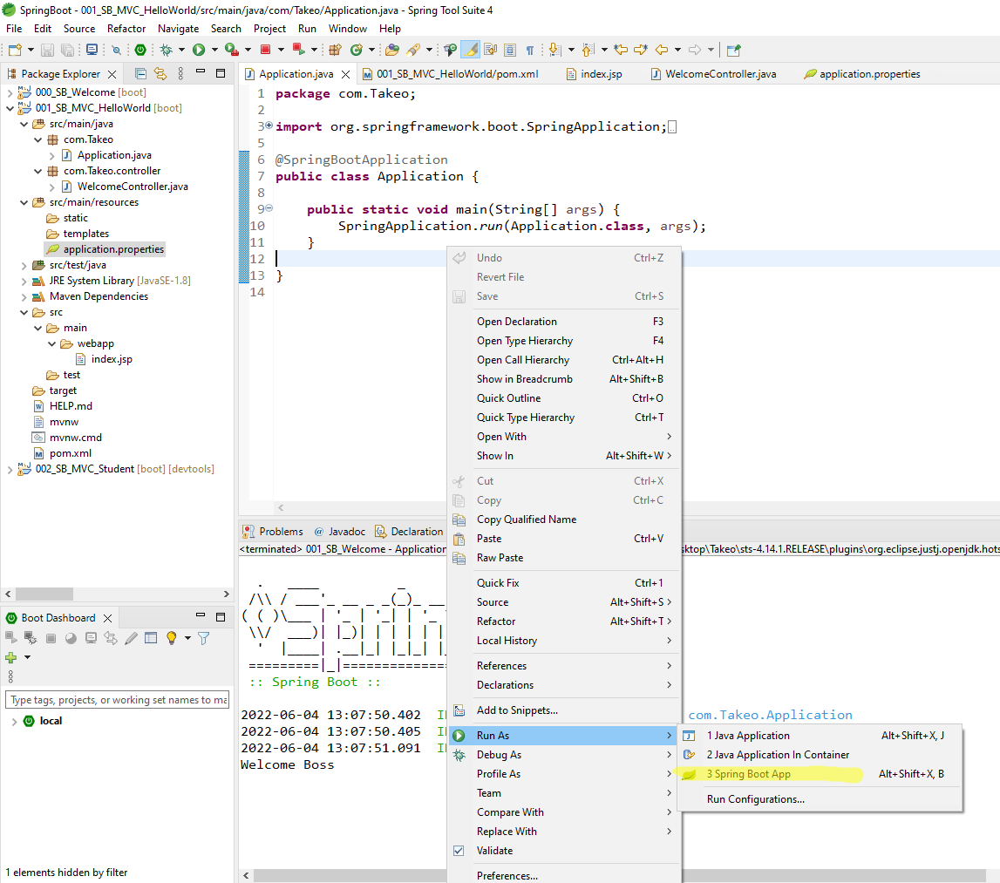 SpringBoot - 001_SB_MVC_HelloWorld/src/main/java/com/Takeo/Application.java - Spring Tool Suite 4
File Edit Source Refactor Navigate Search Project Run Window Help
Package Explorer
000_SB_Welcome [boot]
001_SB_MVC_HelloWorld [boot]
src/main/java
com.Takeo
Application.java
com.Takeo.controller
WelcomeController.java
src/main/resources
static
templates
application.properties
src/test/java
JRE System Library [JavaSE-1.8]
Maven Dependencies
src
main
webapp
index.jsp
test
target
HELP.md
mvnw
mvnw.cmd
pom.xml
002_SB_MVC_Student [boot] [devtools]
Boot Dashboard
Type tags, projects, or working set names to ma
local
1 elements hidden by filter
Application.java 001_SB_MVC_HelloWorld/pom.xml index.jsp WelcomeController.java application.properties
1 package com.Takeo;
2
3 import org.springframework.boot.SpringApplication;
5
6 @SpringBootApplication
7 public class Application {
8
9 public static void main(String[] args) {
10 SpringApplication.run(Application.class, args);
11 }
12
13 }
14
Problems @ Javadoc Declaration
<terminated> 001_SB_Welcome - Application
sktop\Takeo\sts-4.14.1.RELEASE\plugins\org.eclipse.justj.openjdk.hots
:: Spring Boot ::
2022-06-04 13:07:50.402
com.Takeo.Application
2022-06-04 13:07:50.405
2022-06-04 13:07:51.091
Welcome Boss
Undo Ctrl+Z
Revert File
Save Ctrl+S
Open Declaration F3
Open Type Hierarchy F4
Open Call Hierarchy Ctrl+Alt+H
Show in Breadcrumb Alt+Shift+B
Quick Outline Ctrl+O
Quick Type Hierarchy Ctrl+T
Open With
Show In Alt+Shift+W
Cut Ctrl+X
Copy Ctrl+C
Copy Qualified Name
Paste Ctrl+V
Raw Paste
Quick Fix Ctrl+1
Source Alt+Shift+S
Refactor Alt+Shift+T
Local History
References
Declarations
Add to Snippets...
Run As
Debug As
Profile As
Team
Compare With
Replace With
Validate
Preferences...
1 Java Application Alt+Shift+X, J
2 Java Application In Container
3 Spring Boot App Alt+Shift+X, B
Run Configurations...